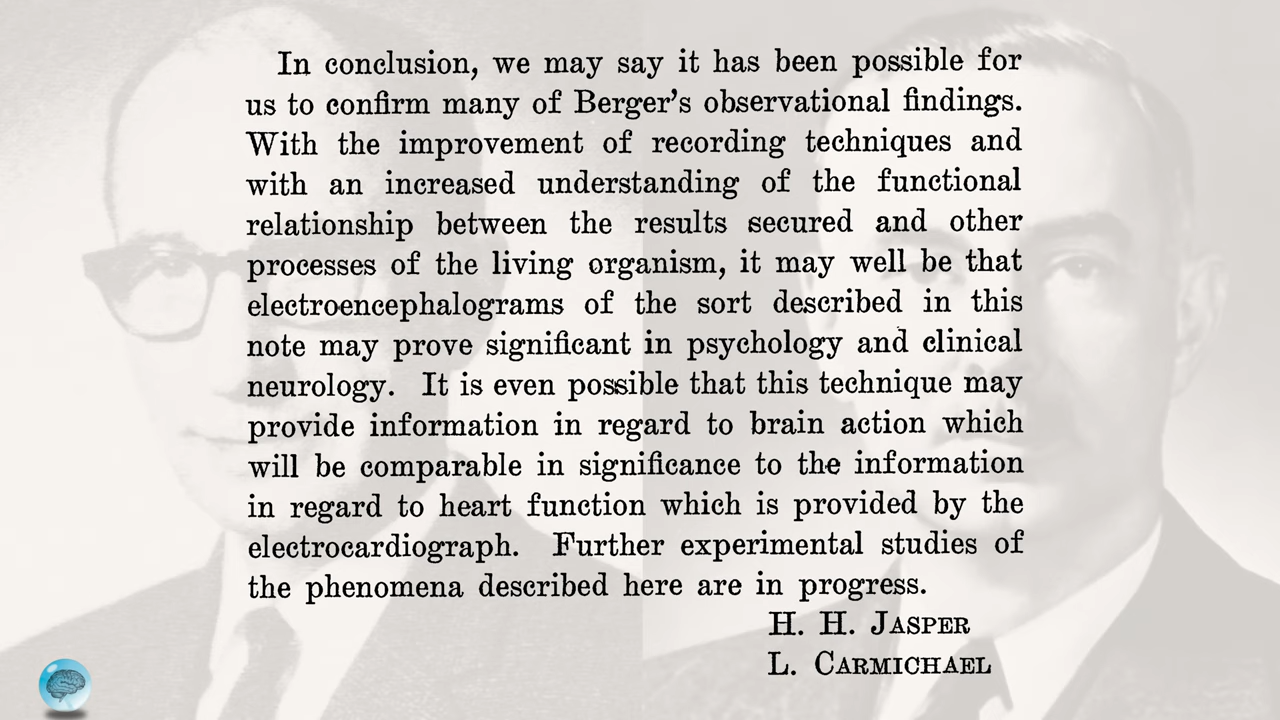 In conclusion, we may say it has been possible for
us to confirm many of Berger's observational findings.
With the improvement of recording techniques and
with an increased understanding of the functional
relationship between the results secured and other
processes of the living organism, it may well be that
electroencephalograms of the sort described in this
note may prove significant in psychology and clinical
neurology. It is even possible that this technique may
provide information in regard to brain action which
will be comparable in significance to the information
in regard to heart function which is provided by the
electrocardiograph. Further experimental studies of
the phenomena described here are in progress.
H. H. JASPER
L. CARMICHAEL